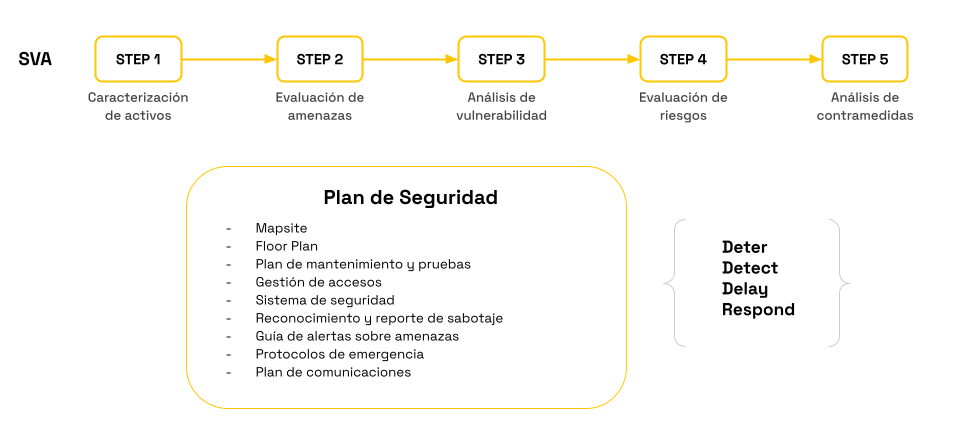 SVA
STEP 1
STEP 2
STEP 3
STEP 4
STEP 5
Caracterización
de activos
Evaluación de
amenazas
Análisis de
vulnerabilidad
Evaluación de
riesgos
Análisis de
contramedidas
Plan de Seguridad
- Mapsite
- Floor Plan
- Plan de mantenimiento y pruebas
- Gestión de accesos
- Sistema de seguridad
- Reconocimiento y reporte de sabotaje
- Guía de alertas sobre amenazas
- Protocolos de emergencia
- Plan de comunicaciones
Deter
Detect
Delay
Respond